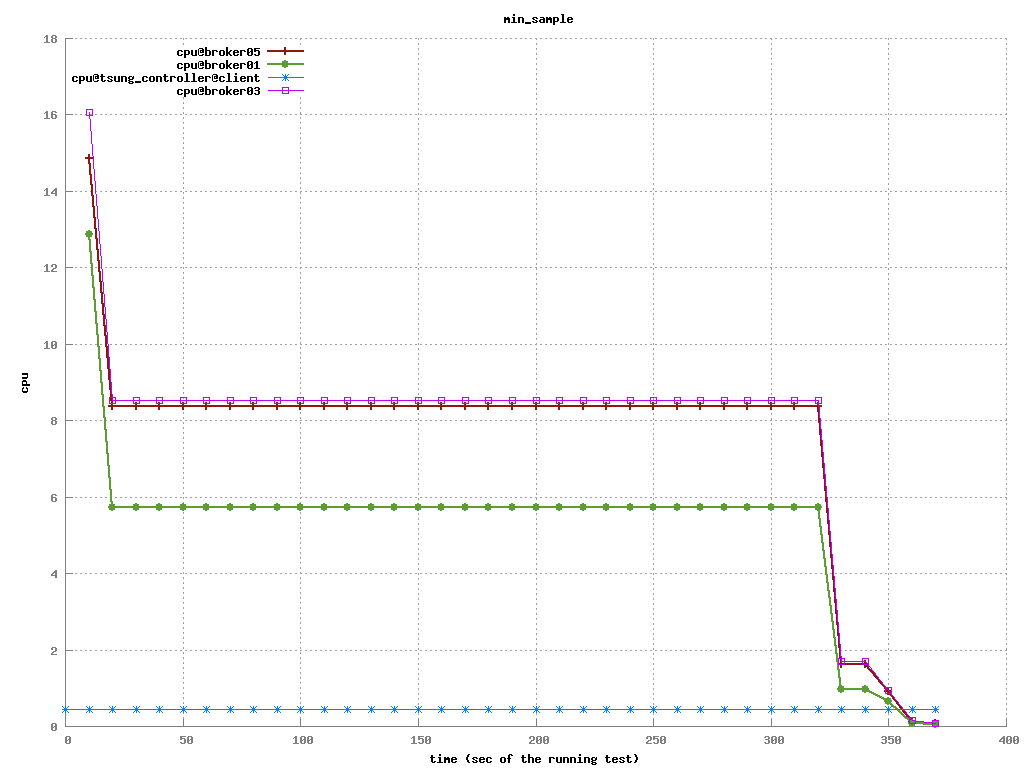 min_sample
18
16
14
12
10
8
6
4
2
0
cpu
cpu@broker05
cpu@broker01
cpu@tsung_controller@client
cpu@broker03
0 50 100 150 200 250 300 350 400
time (sec of the running test)